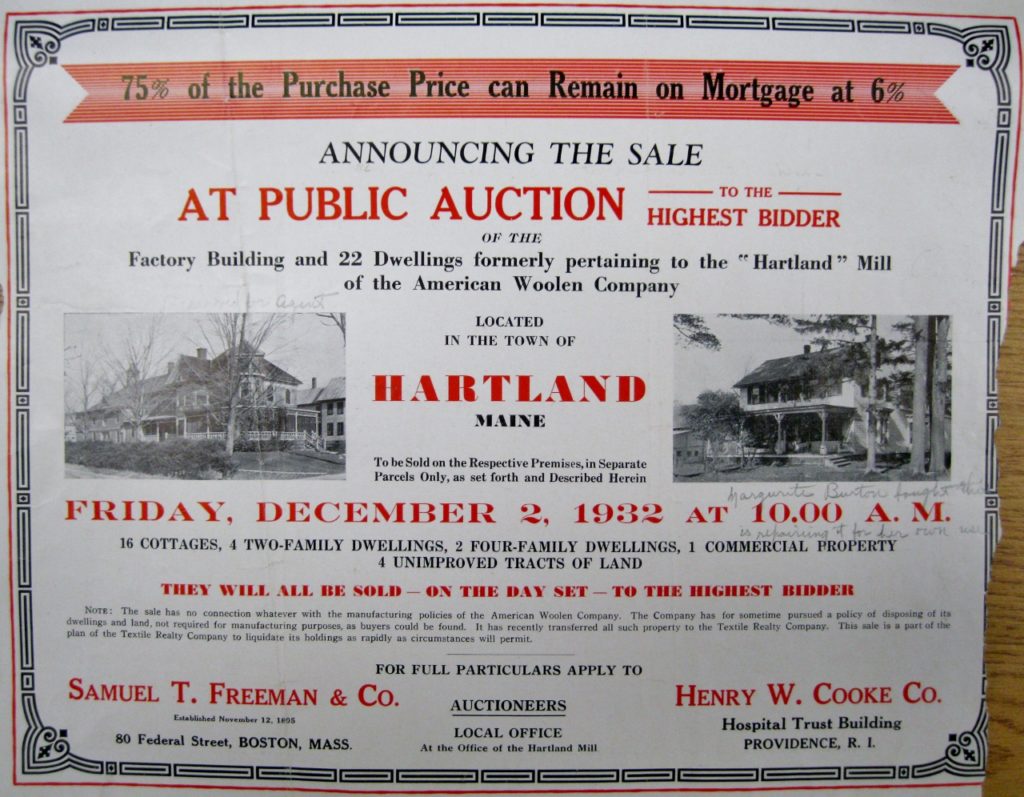 75% of the Purchase Price can Remain on Mortgage at 6%
ANNOUNCING THE SALE
AT PUBLIC AUCTION TO THE HIGHEST BIDDER
OF THE
Factory Building and 22 Dwellings formerly pertaining to the "Hartland" Mill
of the American Woolen Company
Agent
LOCATED
IN THE TOWN OF
HARTLAND
MAINE
To be Sold on the Respective Premises, in Separate
Parcels Only, as set forth and Described Herein
Marguerite Burton bought
is repairing it for her own use
FRIDAY, DECEMBER 2, 1932 AT 10.00 A. M.
16 COTTAGES, 4 TWO-FAMILY DWELLINGS, 2 FOUR-FAMILY DWELLINGS, 1 COMMERCIAL PROPERTY
4 UNIMPROVED TRACTS OF LAND
THEY WILL ALL BE SOLD — ON THE DAY SET — TO THE HIGHEST BIDDER
NOTE: The sale has no connection whatever with the manufacturing policies of the American Woolen Company. The Company has for sometime pursued a policy of disposing of its
dwellings and land, not required for manufacturing purposes, as buyers could be found. It has recently transferred all such property to the Textile Realty Company. This sale is a part of the
plan of the Textile Realty Company to liquidate its holdings as rapidly as circumstances will permit.
FOR FULL PARTICULARS APPLY TO
SAMUEL T. FREEMAN & CO.
Established November 12, 1805
80 Federal Street, BOSTON, MASS.
AUCTIONEERS
LOCAL OFFICE
At the Office of the Hartland Mill
HENRY W. COOKE CO.
Hospital Trust Building
PROVIDENCE, R. I.